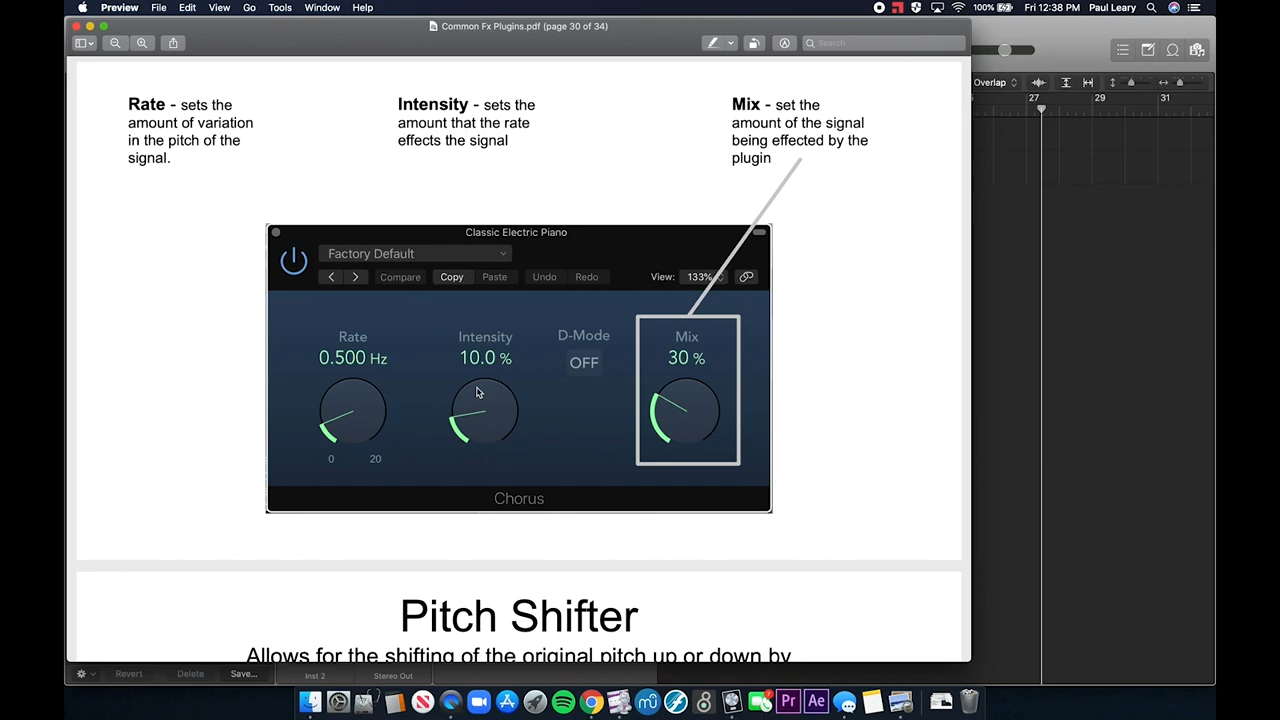 Preview File Edit View Go Tools Window Help
100% Fri 12:38 PM Paul Leary
Common Fx Plugins.pdf (page 30 of 34)
Search
Overlap
27 29 31
Rate - sets the
amount of variation
in the pitch of the
signal.
Intensity - sets the
amount that the rate
effects the signal
Mix - set the
amount of the signal
being effected by the
plugin
Classic Electric Piano
Factory Default
Compare Copy Paste Undo Redo View: 133%
Rate Intensity D-Mode Mix
0.500 Hz 10.0 % OFF 30 %
0 20
Chorus
Pitch Shifter
Allows for the shifting of the original pitch up or down by
Revert Delete Save... Inst 2 Stereo Out
Pr Ae